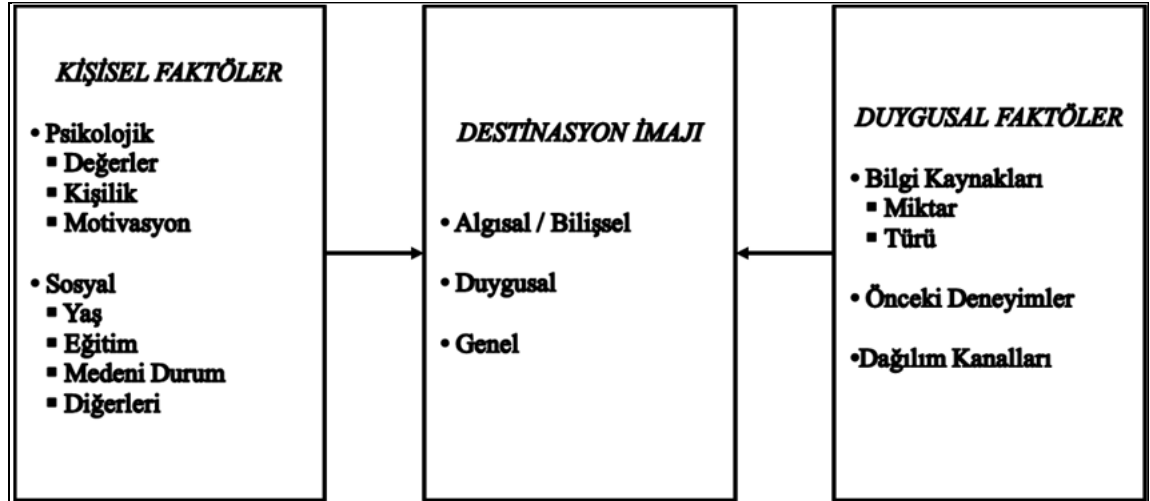 KİŞİSEL FAKTÖLER
• Psikolojik
▪ Değerler
▪ Kişilik
▪ Motivasyon
• Sosyal
▪ Yaş
▪ Eğitim
▪ Medeni Durum
▪ Diğerleri
DESTİNASYON İMAJI
• Algısal / Bilişsel
• Duygusal
• Genel
DUYGUSAL FAKTÖLER
• Bilgi Kaynakları
▪ Miktar
▪ Türü
• Önceki Deneyimler
•Dağılım Kanalları